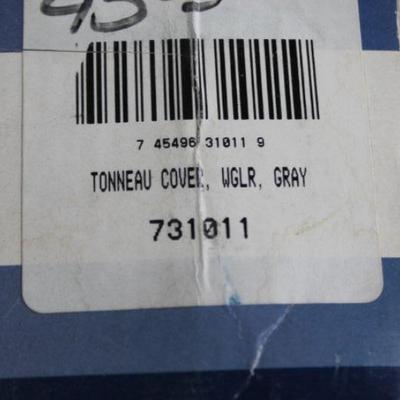 7 45496 31011 9
TONNEAU COVER, WGLR, GRAY
731011